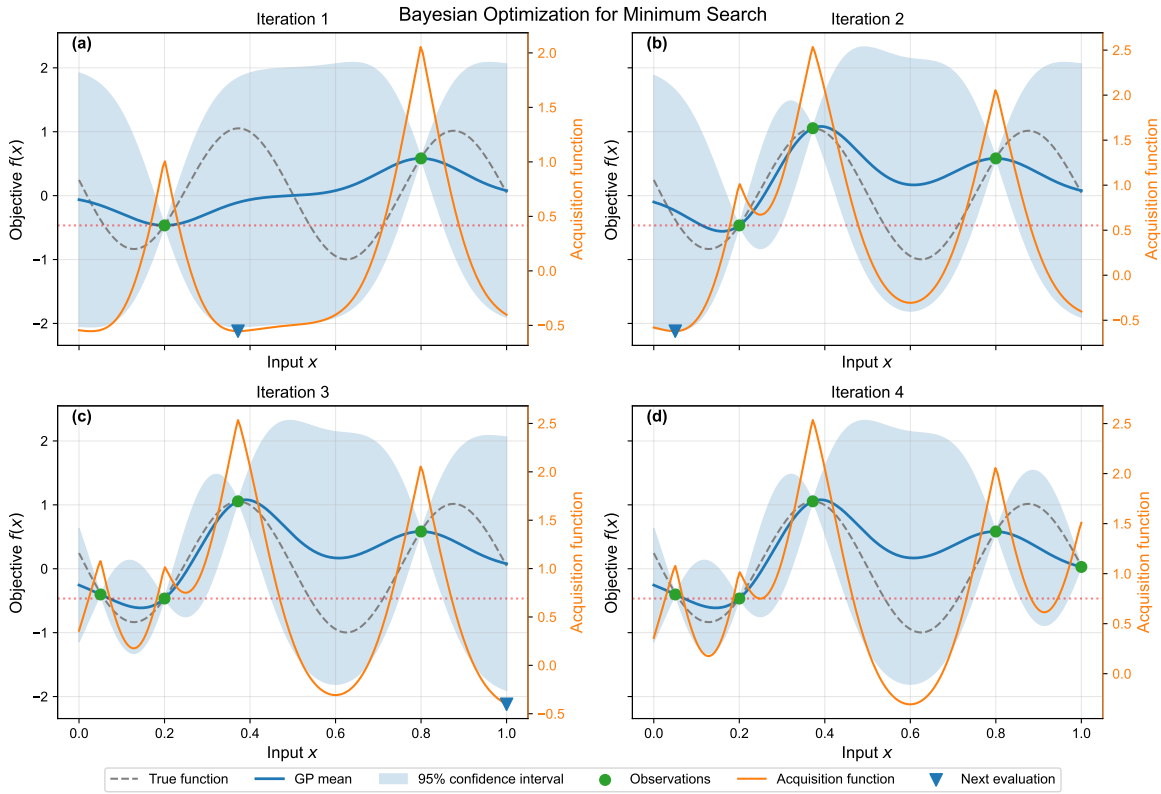 Bayesian Optimization for Minimum Search
Iteration 1
Iteration 2
(a)
2
1
0
−1
−2
Objective f(x)
Input x
2.0
1.5
1.0
0.5
0.0
−0.5
Acquisition function
(b)
Objective f(x)
Input x
2.5
2.0
1.5
1.0
0.5
0.0
−0.5
Acquisition function
Iteration 3
Iteration 4
(c)
2
1
0
−1
−2
Objective f(x)
0.0 0.2 0.4 0.6 0.8 1.0
Input x
2.5
2.0
1.5
1.0
0.5
0.0
−0.5
Acquisition function
(d)
Objective f(x)
0.0 0.2 0.4 0.6 0.8 1.0
Input x
2.5
2.0
1.5
1.0
0.5
0.0
Acquisition function
True function GP mean 95% confidence interval Observations Acquisition function Next evaluation